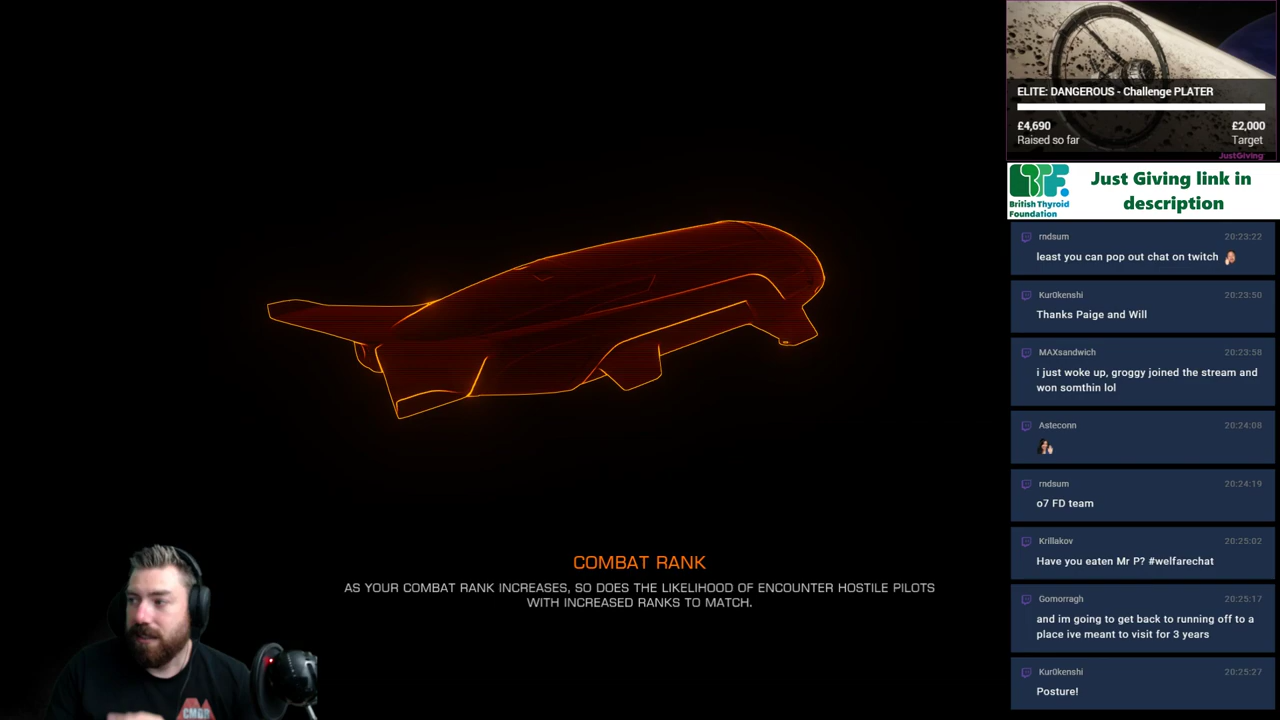 ELITE: DANGEROUS - Challenge PLATER
£4,690
£2,000
Raised so far
Target
JustGiving
BTF
British Thyroid
Foundation
Just Giving link in
description
rndsum
20:23:22
least you can pop out chat on twitch
Kur0kenshi
20:23:50
Thanks Paige and Will
MAXsandwich
20:23:58
i just woke up, groggy joined the stream and
won somthin lol
Asteconn
20:24:08
rndsum
20:24:19
o7 FD team
Krillakov
20:25:02
Have you eaten Mr P? #welfarechat
Gomorragh
20:25:17
and im going to get back to running off to a
place ive meant to visit for 3 years
Kur0kenshi
20:25:27
Posture!
COMBAT RANK
AS YOUR COMBAT RANK INCREASES, SO DOES THE LIKELIHOOD OF ENCOUNTER HOSTILE PILOTS
WITH INCREASED RANKS TO MATCH.
CMDR